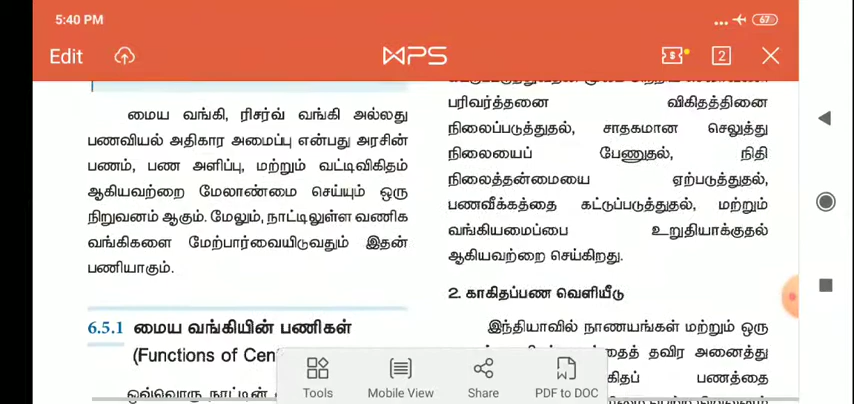 5:40 PM
67
Edit
WPS
2
மைய வங்கி, ரிசர்வ் வங்கி அல்லது
பணவியல் அதிகார அமைப்பு என்பது அரசின்
பணம், பண அளிப்பு, மற்றும் வட்டிவிகிதம்
ஆகியவற்றை மேலாண்மை செய்யும் ஒரு
நிறுவனம் ஆகும். மேலும், நாட்டிலுள்ள வணிக
வங்கிகளை மேற்பார்வையிடுவதும் இதன்
பணியாகும்.
6.5.1 மைய வங்கியின் பணிகள்
(Functions of Cen
ஒவ்வொரு நாட்டின்
பரிவர்த்தனை விகிதத்தினை
நிலைப்படுத்துதல், சாதகமான செலுத்து
நிலையைப் பேணுதல், நிதி
நிலைத்தன்மையை ஏற்படுத்துதல்,
பணவீக்கத்தை கட்டுப்படுத்துதல், மற்றும்
வங்கியமைப்பை உறுதியாக்குதல்
ஆகியவற்றை செய்கிறது.
2. காகிதப்பண வெளியீடு
இந்தியாவில் நாணயங்கள் மற்றும் ஒரு
தவிர அனைத்து
பணத்தை
Tools
Mobile View
Share
PDF to DOC